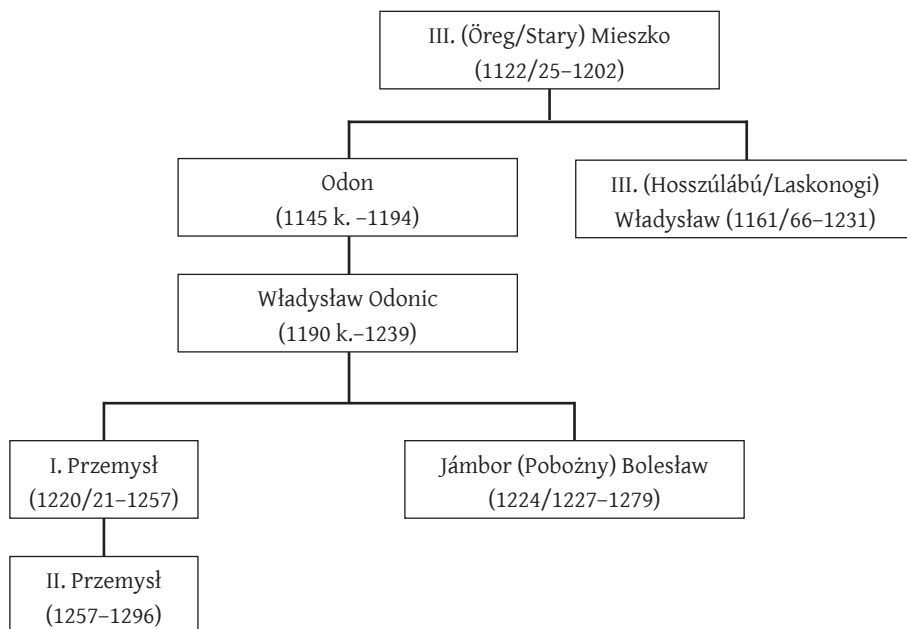 III. (Öreg/Stary) Mieszko
(1122/25–1202)
Odon
(1145 k. –1194)
III. (Hosszúlábú/Laskonogi)
Władysław (1161/66–1231)
Władysław Odonic
(1190 k.–1239)
I. Przemysł
(1220/21–1257)
Jámbor (Pobożny) Bolesław
(1224/1227–1279)
II. Przemysł
(1257–1296)